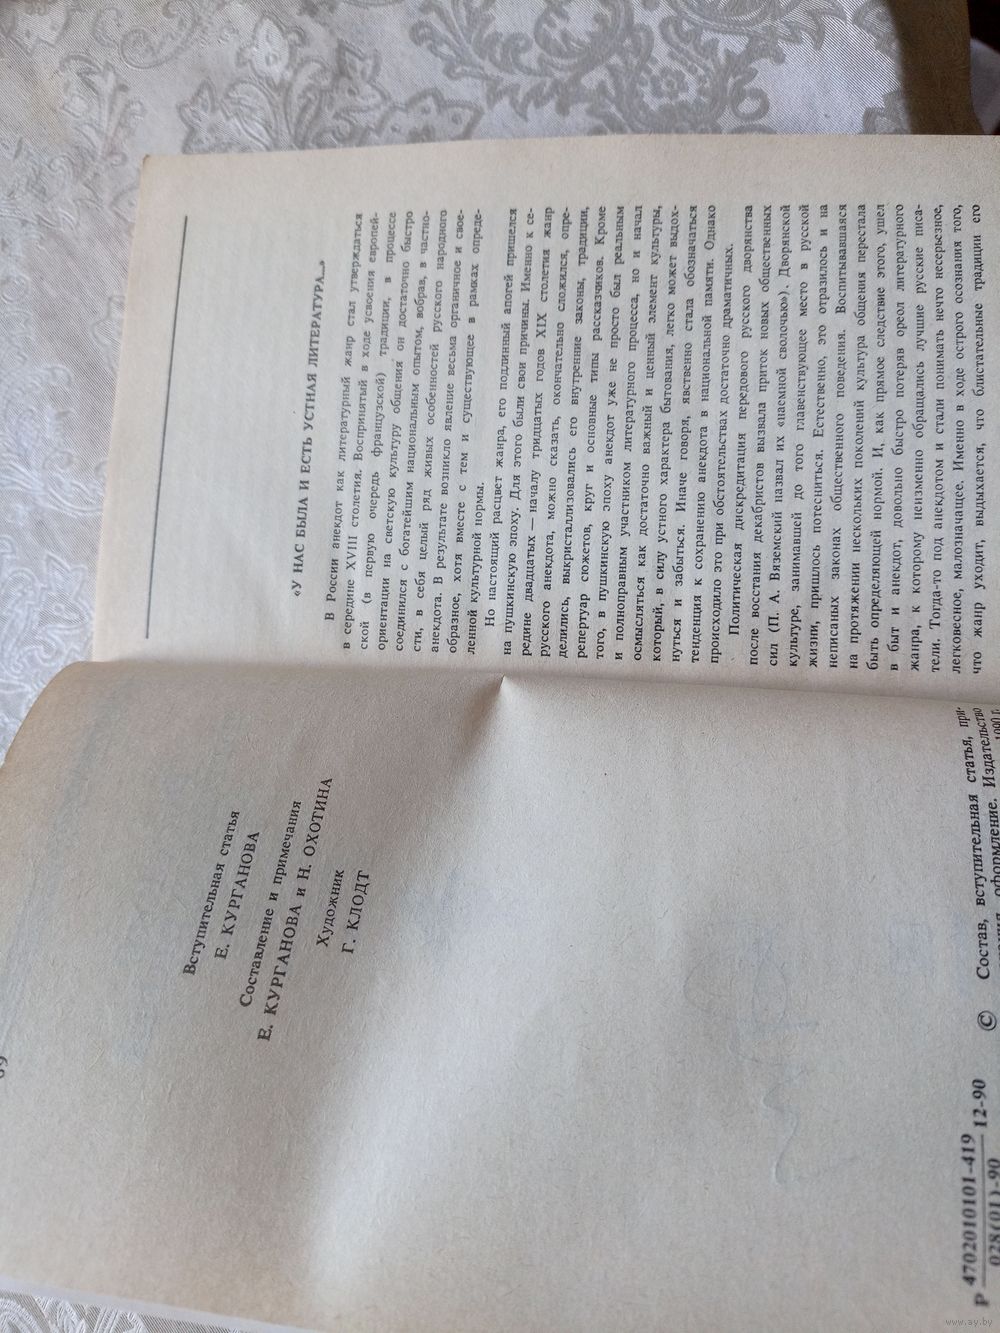 Вступительная статья
Е. КУРГАНОВА
Составление и примечания
Е. КУРГАНОВА и Н. ОХОТИНА
Художник
Г. КЛОДТ
Р 4702010101-419
028(01)-90
12-90
© Состав, вступительная статья, при-
оформление. Издательство
«У НАС БЫЛА И ЕСТЬ УСТНАЯ ЛИТЕРАТУРА...»
В России анекдот как литературный жанр стал утверждаться
в середине XVIII столетия. Воспринятый в ходе усвоения европей-
ской (в первую очередь французской) традиции, в процессе
ориентации на светскую культуру общения он достаточно быстро
соединился с богатейшим национальным опытом, вобрав, в частно-
сти, в себя целый ряд живых особенностей русского народного
анекдота. В результате возникло явление весьма органичное и свое-
образное, хотя вместе с тем и существующее в рамках опреде-
ленной культурной нормы.
Но настоящий расцвет жанра, его подлинный апогей пришелся
на пушкинскую эпоху. Для этого были свои причины. Именно к се-
редине двадцатых — началу тридцатых годов XIX столетия жанр
русского анекдота, можно сказать, окончательно сложился, опре-
делились, выкристаллизовались его внутренние законы, традиции,
репертуар сюжетов, круг и основные типы рассказчиков. Кроме
того, в пушкинскую эпоху анекдот уже не просто был реальным
и полноправным участником литературного процесса, но и начал
осмысляться как достаточно важный и ценный элемент культуры,
который, в силу устного характера бытования, легко может выдох-
нуться и забыться. Иначе говоря, явственно стала обозначаться
тенденция к сохранению анекдота в национальной памяти. Однако
происходило это при обстоятельствах достаточно драматичных.
Политическая дискредитация передового русского дворянства
после восстания декабристов вызвала приток новых общественных
сил (П. А. Вяземский назвал их «наемной сволочью»). Дворянской
культуре, занимавшей до того главенствующее место в русской
жизни, пришлось потесниться. Естественно, это отразилось и на
неписаных законах общественного поведения. Воспитывавшаяся
на протяжении нескольких поколений культура общения перестала
быть определяющей нормой. И, как прямое следствие этого, ушел
в быт и анекдот, довольно быстро потеряв ореол литературного
жанра, к которому неизменно обращались лучшие русские писа-
тели. Тогда-то под анекдотом и стали понимать нечто несерьезное,
легковесное, малозначащее. Именно в ходе острого осознания того,
что жанр уходит, выдыхается, что блистательные традиции его
www.ay.by